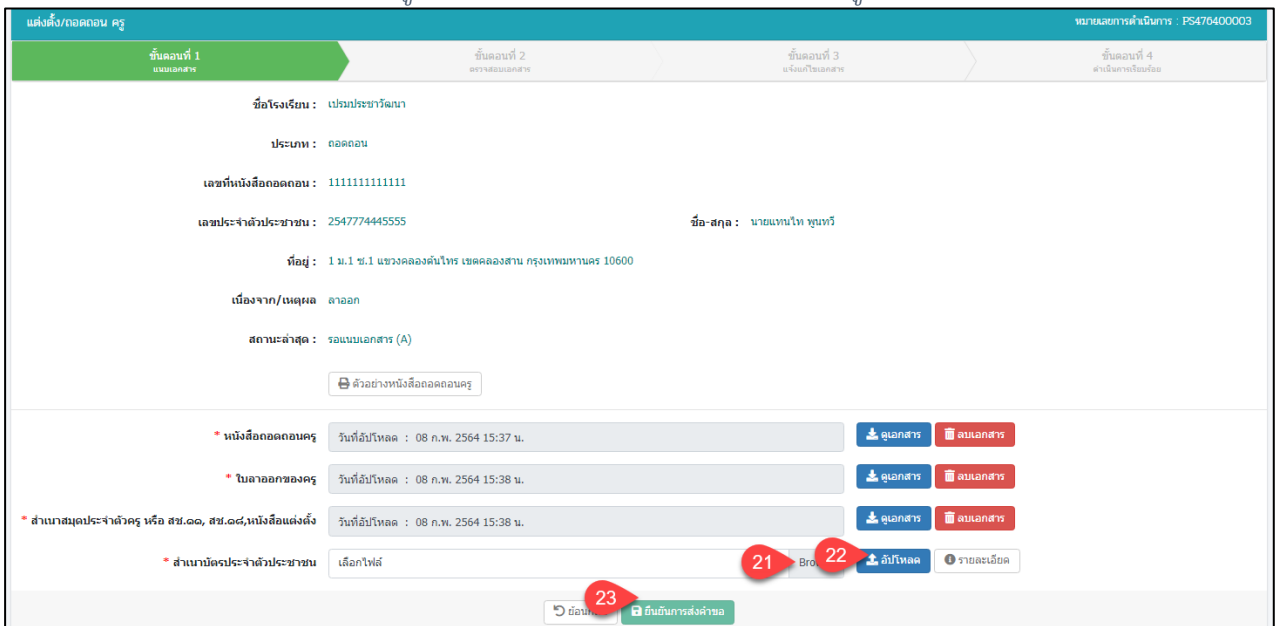 แต่งตั้ง/ถอดถอน ครู
หมายเลขการดำเนินการ : PS476400003
ขั้นตอนที่ 1
แนบเอกสาร
ขั้นตอนที่ 2
ตรวจสอบเอกสาร
ขั้นตอนที่ 3
แจ้งแก้ไขเอกสาร
ขั้นตอนที่ 4
ดำเนินการเรียบร้อย
ชื่อโรงเรียน : เปรมประชาวัฒนา
ประเภท : ถอดถอน
เลขที่หนังสือถอดถอน : 1111111111111
เลขประจำตัวประชาชน : 2547774445555 ชื่อ-สกุล : นายแทนไท พูนทวี
ที่อยู่ : 1 ม.1 ซ.1 แขวงคลองต้นไทร เขตคลองสาน กรุงเทพมหานคร 10600
เนื่องจาก/เหตุผล ลาออก
สถานะล่าสุด : รอแนบเอกสาร (A)
ตัวอย่างหนังสือถอดถอนครู
* หนังสือถอดถอนครู วันที่อัปโหลด : 08 ก.พ. 2564 15:37 น. ดูเอกสาร ลบเอกสาร
* ใบลาออกของครู วันที่อัปโหลด : 08 ก.พ. 2564 15:38 น. ดูเอกสาร ลบเอกสาร
* สำเนาสมุดประจำตัวครู หรือ สช.๑๑, สช.๑๘,หนังสือแต่งตั้ง วันที่อัปโหลด : 08 ก.พ. 2564 15:38 น. ดูเอกสาร ลบเอกสาร
* สำเนาบัตรประจำตัวประชาชน เลือกไฟล์ 21 22 อัปโหลด รายละเอียด
23 ยืนยันการส่งคำขอ